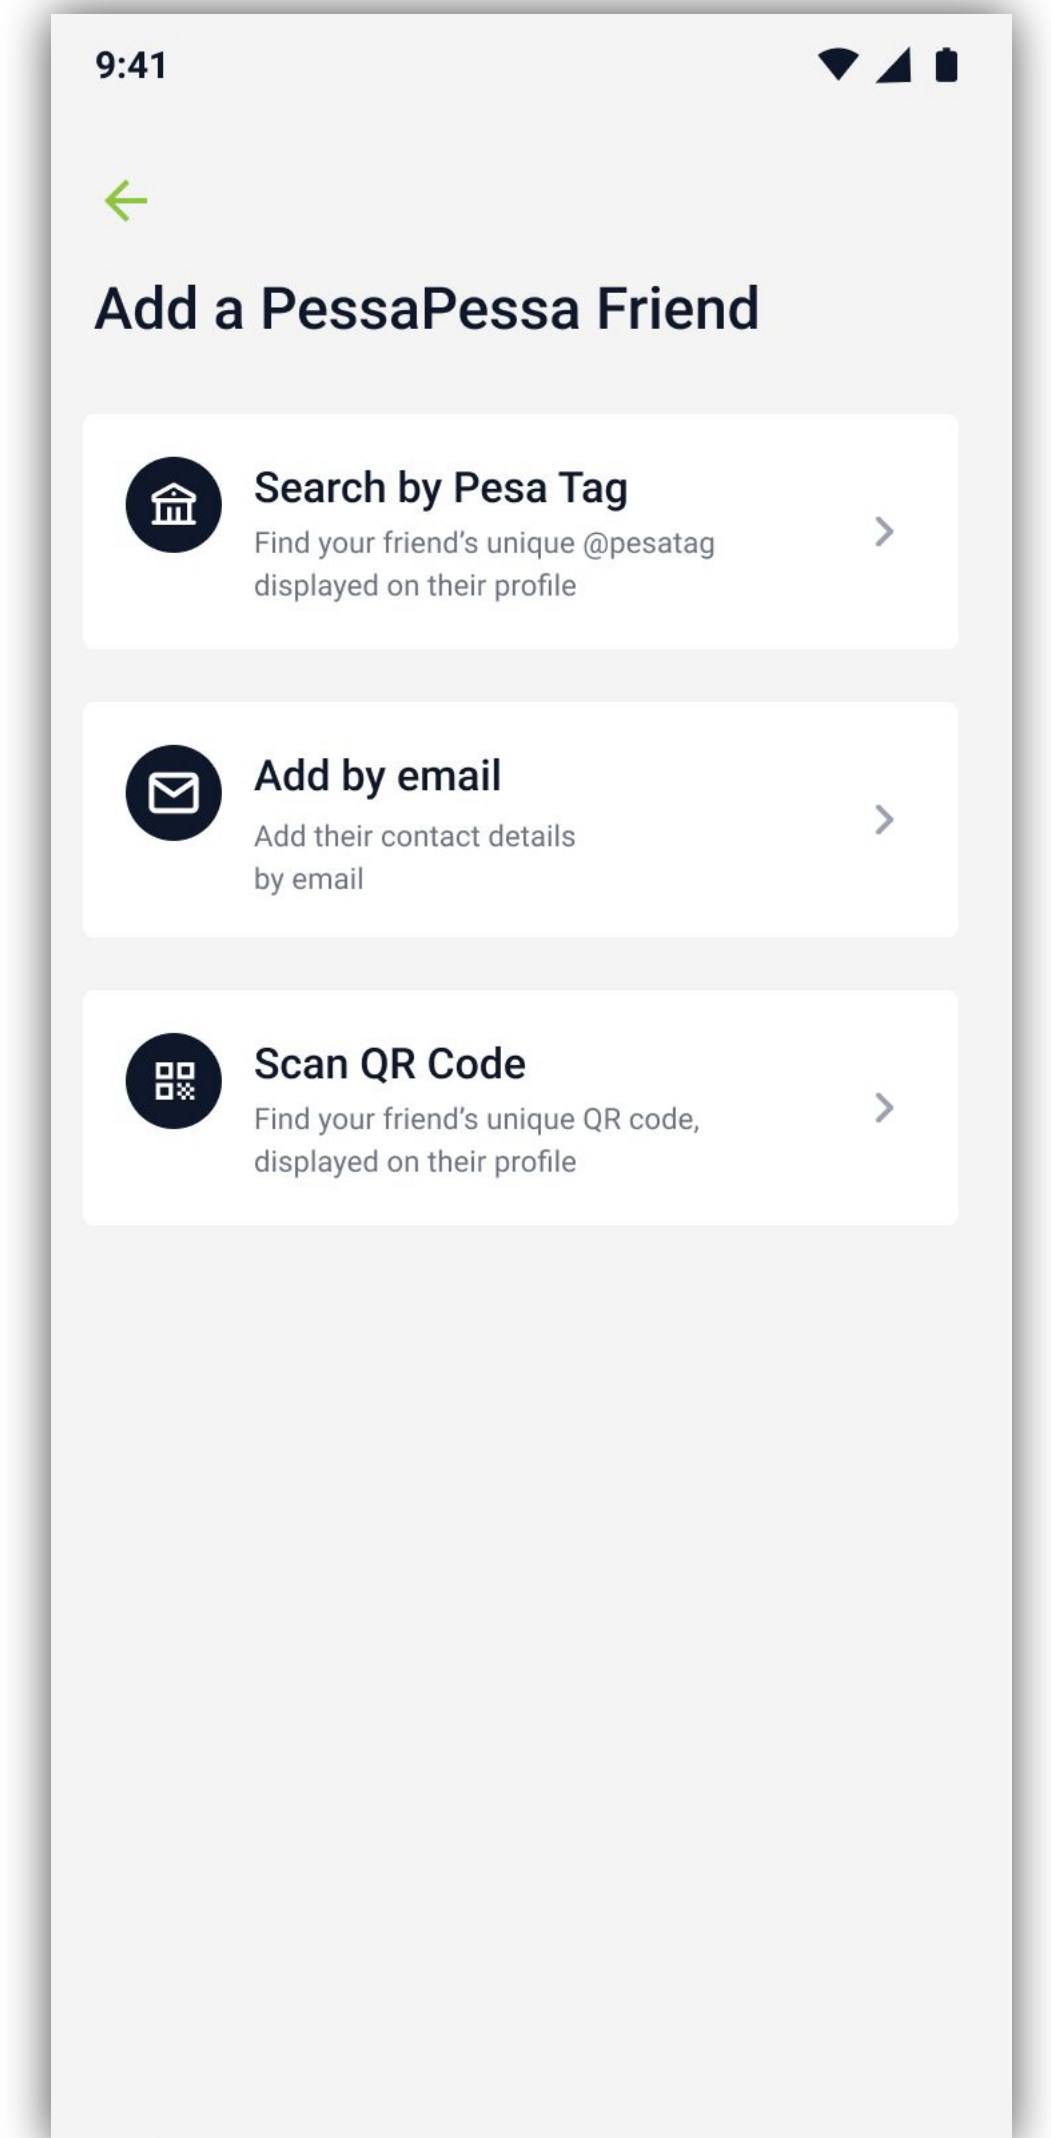 9:41
Add a PessaPessa Friend
Search by Pesa Tag
Find your friend’s unique @pesatag
displayed on their profile
Add by email
Add their contact details
by email
Scan QR Code
Find your friend’s unique QR code,
displayed on their profile